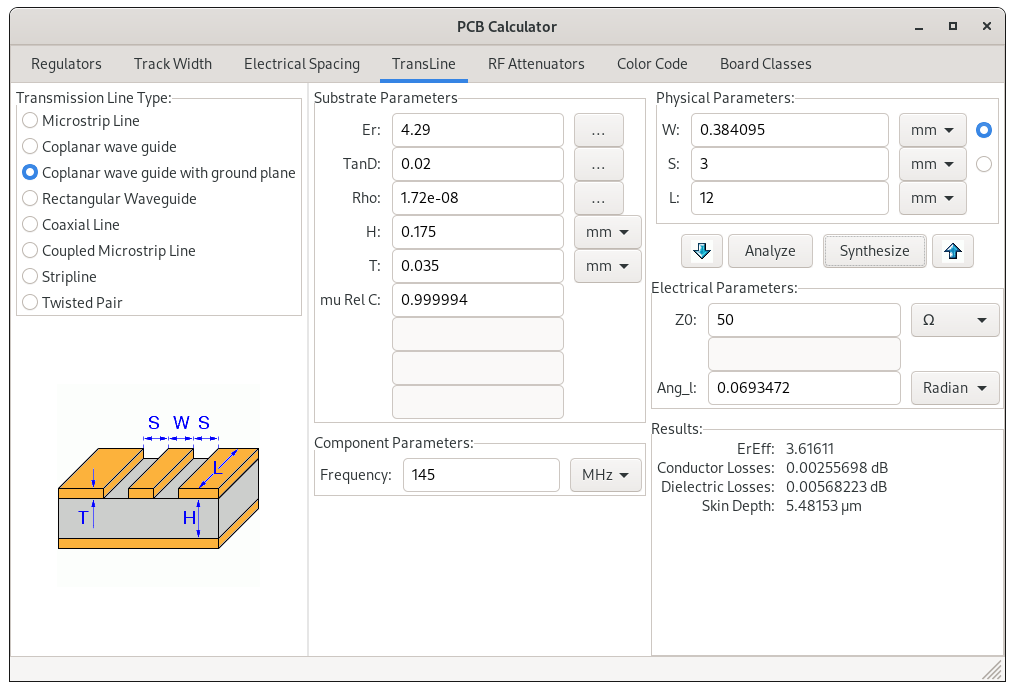 PCB Calculator
Regulators Track Width Electrical Spacing TransLine RF Attenuators Color Code Board Classes
Transmission Line Type:
Microstrip Line
Coplanar wave guide
Coplanar wave guide with ground plane
Rectangular Waveguide
Coaxial Line
Coupled Microstrip Line
Stripline
Twisted Pair
S W S
L
T
H
Substrate Parameters
Er: 4.29 ...
TanD: 0.02 ...
Rho: 1.72e-08 ...
H: 0.175 mm
T: 0.035 mm
mu Rel C: 0.999994
Component Parameters:
Frequency: 145 MHz
Physical Parameters:
W: 0.384095 mm
S: 3 mm
L: 12 mm
Analyze Synthesize
Electrical Parameters:
Z0: 50 Ω
Ang_l: 0.0693472 Radian
Results:
ErEff: 3.61611
Conductor Losses: 0.00255698 dB
Dielectric Losses: 0.00568223 dB
Skin Depth: 5.48153 µm